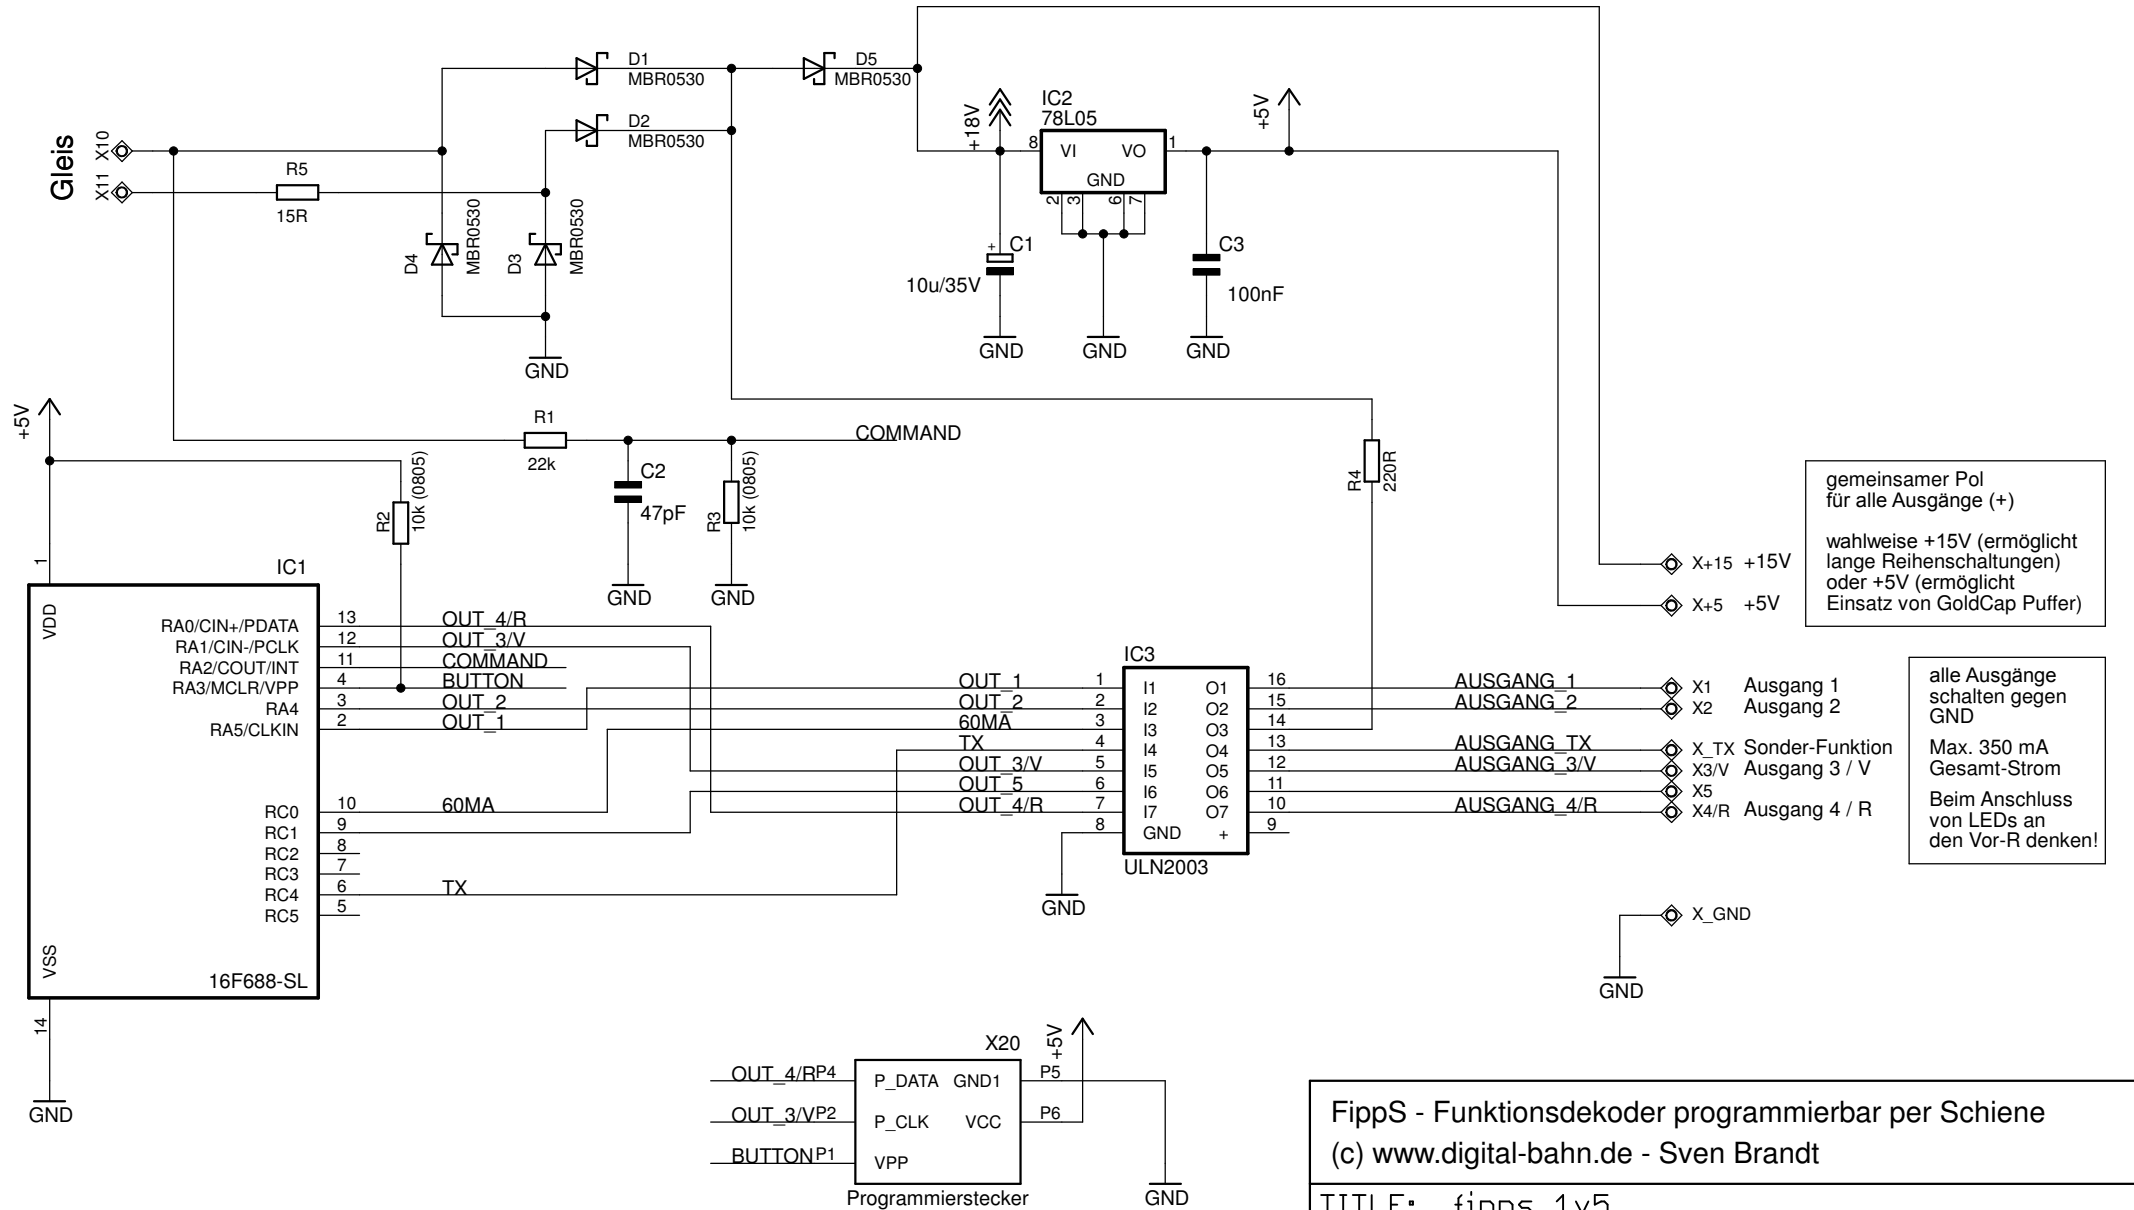 Gleis
X10
X11
R5
15R
D1
MBR0530
D2
MBR0530
D5
MBR0530
D4
MBR0530
D3
MBR0530
GND
+18V
IC2
78L05
8
VI
VO
1
GND
2
3
6
7
+5V
+
C1
10u/35V
C3
100nF
GND
GND
GND
+5V
R1
22k
COMMAND
C2
47pF
R3
10k (0805)
GND
GND
R2
10k (0805)
R4
220R
1
IC1
VDD
RA0/CIN+/PDATA
13
OUT_4/R
RA1/CIN-/PCLK
12
OUT_3/V
RA2/COUT/INT
11
COMMAND
RA3/MCLR/VPP
4
BUTTON
RA4
3
OUT_2
RA5/CLKIN
2
OUT_1
RC0
10
60MA
RC1
9
RC2
8
RC3
7
RC4
6
TX
RC5
5
VSS
16F688-SL
14
GND
IC3
OUT_1
1
I1
O1
16
AUSGANG_1
X1
Ausgang 1
OUT_2
2
I2
O2
15
AUSGANG_2
X2
Ausgang 2
60MA
3
I3
O3
14
TX
4
I4
O4
13
AUSGANG_TX
X_TX
Sonder-Funktion
OUT_3/V
5
I5
O5
12
AUSGANG_3/V
X3/V
Ausgang 3 / V
OUT_5
6
I6
O6
11
X5
OUT_4/R
7
I7
O7
10
AUSGANG_4/R
X4/R
Ausgang 4 / R
8
GND
+
9
ULN2003
GND
X+15
+15V
X+5
+5V
gemeinsamer Pol
für alle Ausgänge (+)
wahlweise +15V (ermöglicht
lange Reihenschaltungen)
oder +5V (ermöglicht
Einsatz von GoldCap Puffer)
alle Ausgänge
schalten gegen
GND
Max. 350 mA
Gesamt-Strom
Beim Anschluss
von LEDs an
den Vor-R denken!
X_GND
GND
X20
+5V
OUT_4/R
P4
P_DATA
GND1
P5
OUT_3/V
P2
P_CLK
VCC
P6
BUTTON
P1
VPP
Programmierstecker
GND
FippS - Funktionsdekoder programmierbar per Schiene
(c) www.digital-bahn.de - Sven Brandt
TITLE: fipps_1v5